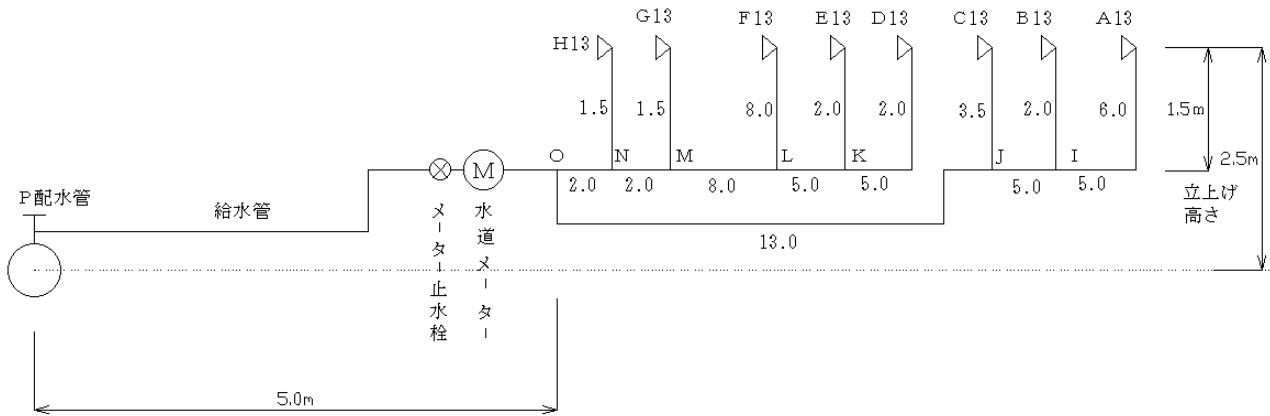 G13 F13 E13 D13 C13 B13 A13
H13
1.5 1.5 8.0 2.0 2.0 3.5 2.0 6.0 1.5m
O N M L K J I 2.5m
M
2.0 2.0 8.0 5.0 5.0 5.0 5.0
P配水管
給水管
立上げ
高さ
メーター止水栓
水道メーター
13.0
5.0m